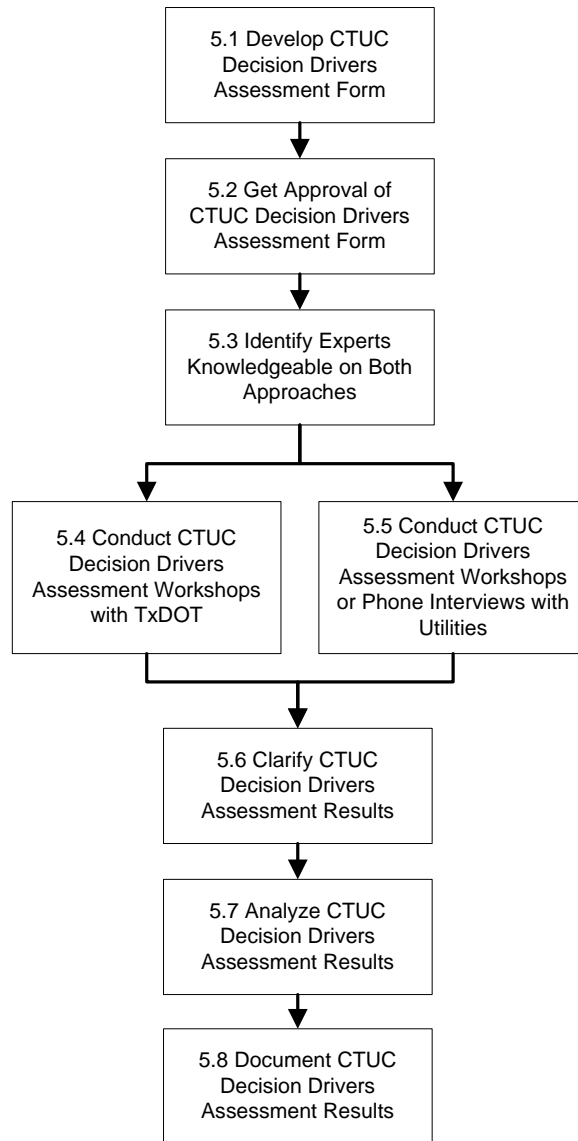 5.1 Develop CTUC
Decision Drivers
Assessment Form
5.2 Get Approval of
CTUC Decision Drivers
Assessment Form
5.3 Identify Experts
Knowledgeable on Both
Approaches
5.4 Conduct CTUC
Decision Drivers
Assessment Workshops
with TxDOT
5.5 Conduct CTUC
Decision Drivers
Assessment Workshops
or Phone Interviews with
Utilities
5.6 Clarify CTUC
Decision Drivers
Assessment Results
5.7 Analyze CTUC
Decision Drivers
Assessment Results
5.8 Document CTUC
Decision Drivers
Assessment Results